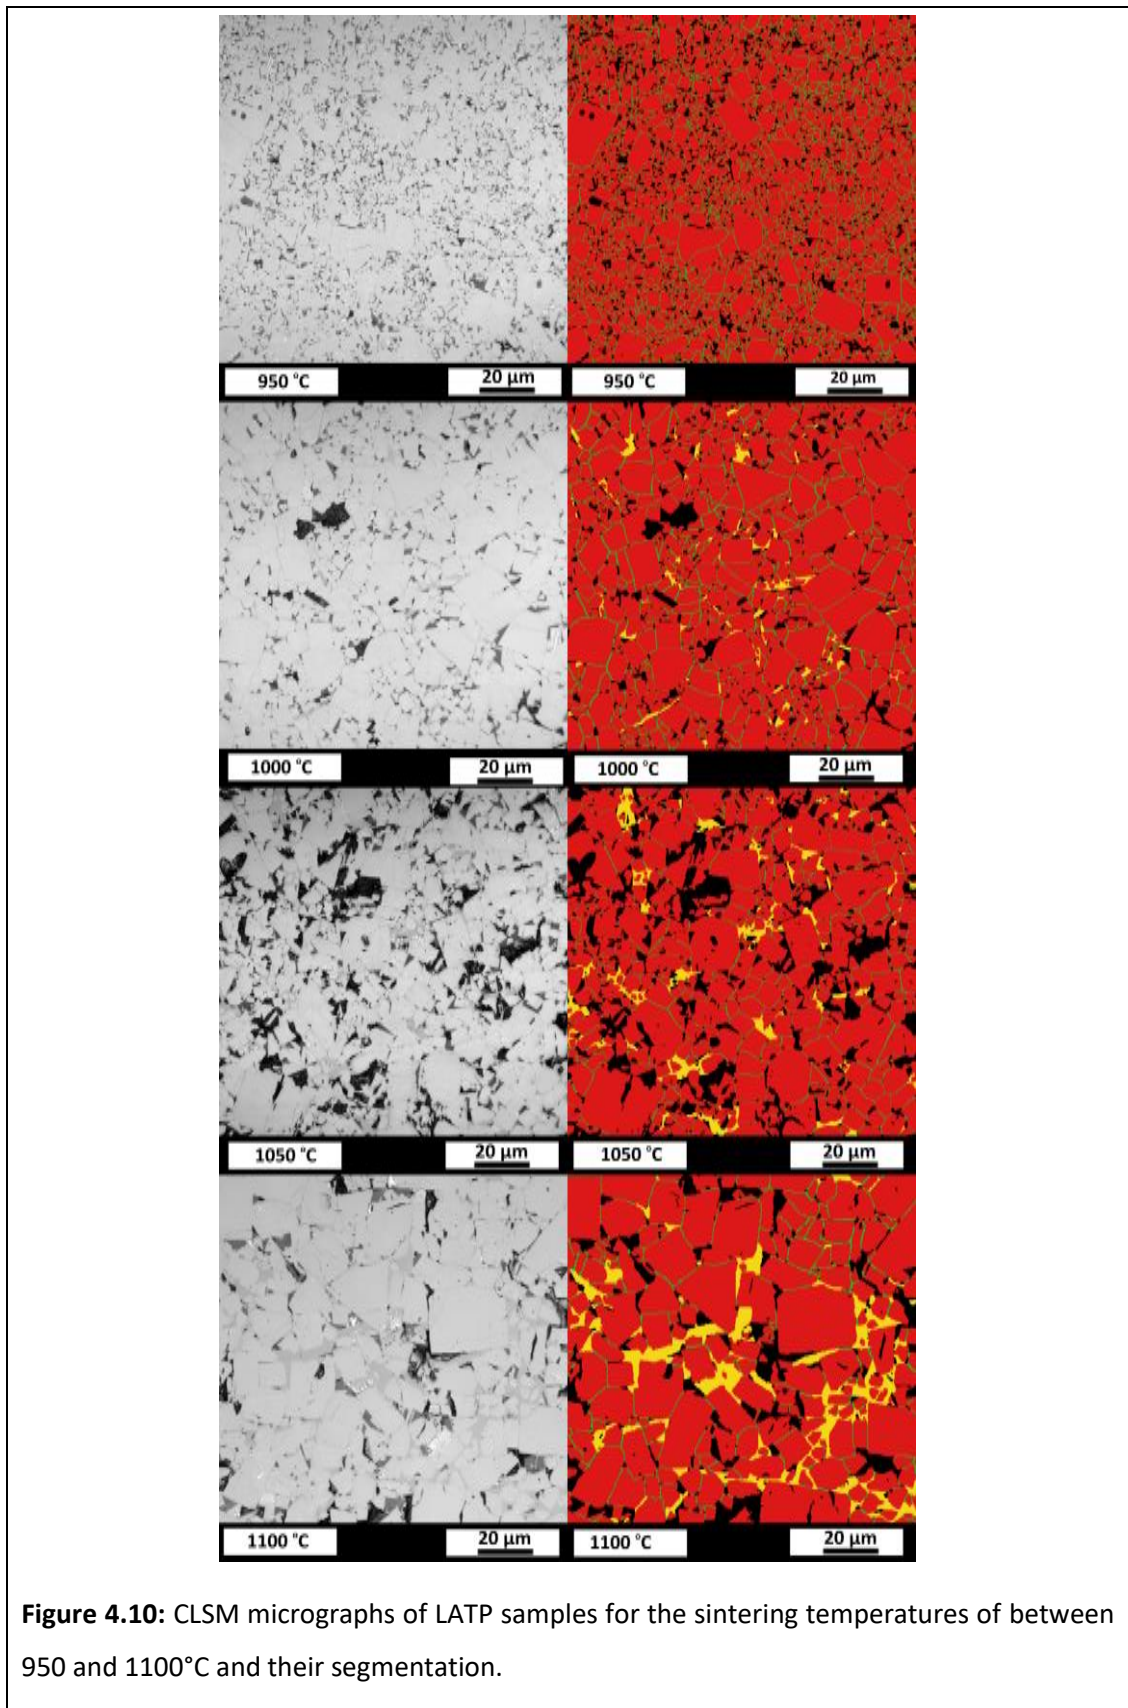 950 °C 20 µm 950 °C 20 µm
1000 °C 20 µm 1000 °C 20 µm
1050 °C 20 µm 1050 °C 20 µm
1100 °C 20 µm 1100 °C 20 µm
Figure 4.10: CLSM micrographs of LATP samples for the sintering temperatures of between
950 and 1100°C and their segmentation.